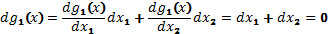 dg₁(x) = dg₁(x)/dx₁ dx₁ + dg₁(x)/dx₂ dx₂ = dx₁ + dx₂ = 0